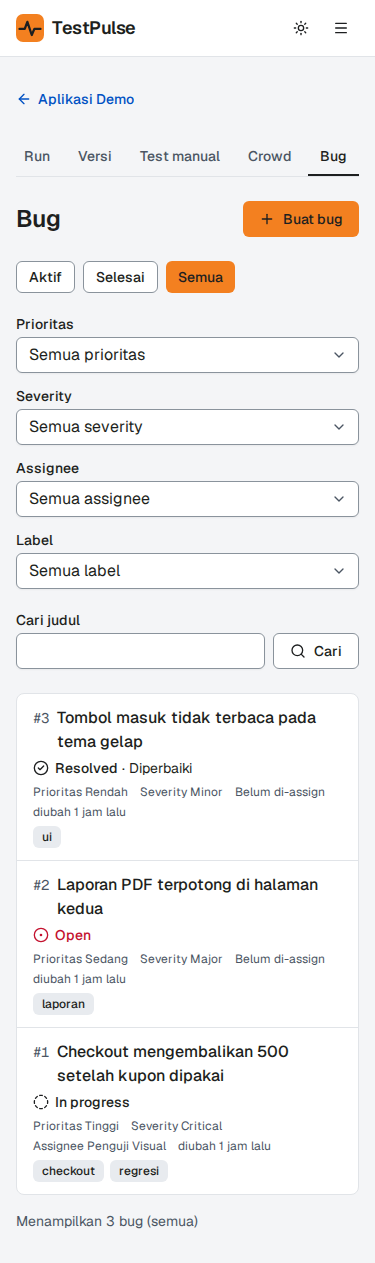 TestPulse
Aplikasi Demo
Run Versi Test manual Crowd Bug
Bug
Buat bug
Aktif Selesai Semua
Prioritas
Semua prioritas
Severity
Semua severity
Assignee
Semua assignee
Label
Semua label
Cari judul
Cari
#3 Tombol masuk tidak terbaca pada
tema gelap
Resolved · Diperbaiki
Prioritas Rendah Severity Minor Belum di-assign
diubah 1 jam lalu
ui
#2 Laporan PDF terpotong di halaman
kedua
Open
Prioritas Sedang Severity Major Belum di-assign
diubah 1 jam lalu
laporan
#1 Checkout mengembalikan 500
setelah kupon dipakai
In progress
Prioritas Tinggi Severity Critical
Assignee Penguji Visual diubah 1 jam lalu
checkout regresi
Menampilkan 3 bug (semua)